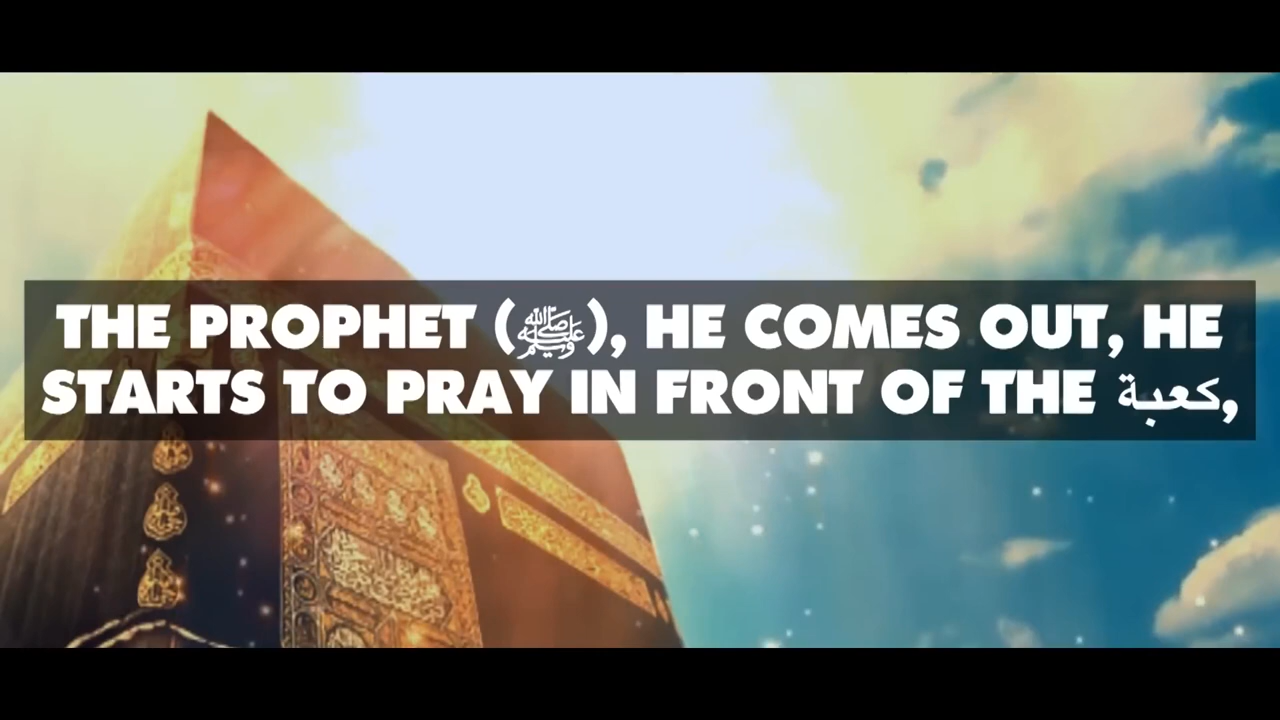 THE PROPHET (ﷺ), HE COMES OUT, HE
STARTS TO PRAY IN FRONT OF THE كعبة,